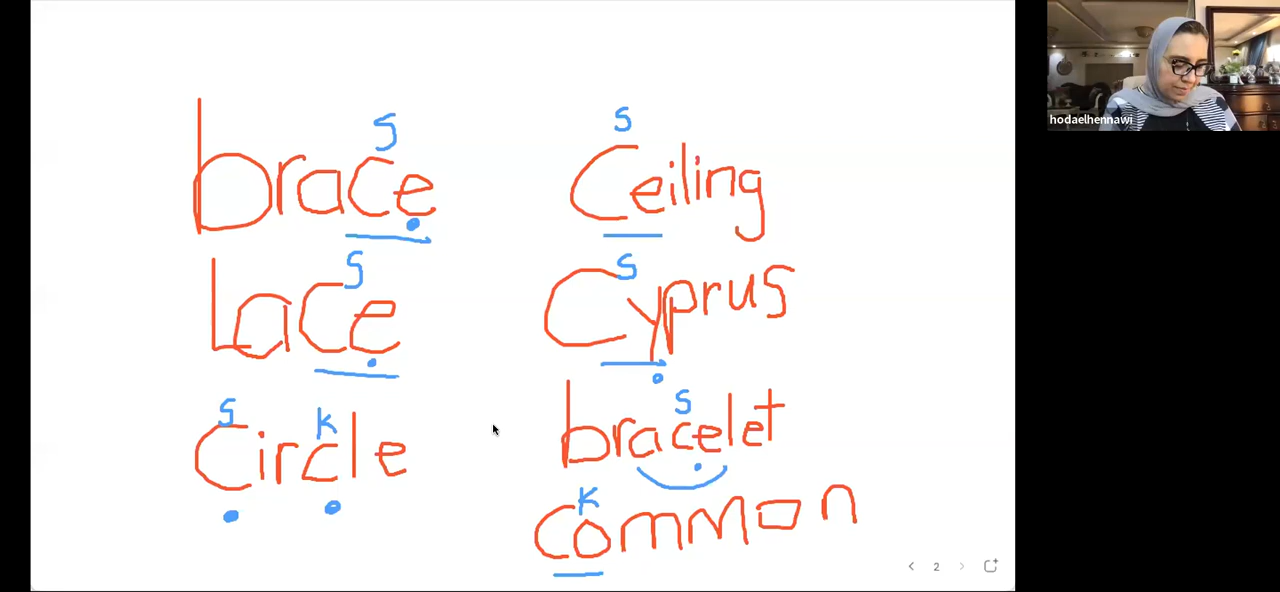 S
brace
S
Lace
S K
Circle
S
Ceiling
S
Cyprus
S
bracelet
K
common
2
hodaelhennawi